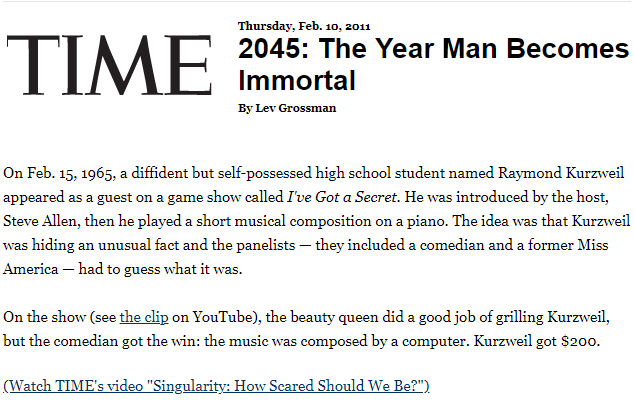 TIME
Thursday, Feb. 10, 2011
2045: The Year Man Becomes
Immortal
By Lev Grossman
On Feb. 15, 1965, a diffident but self-possessed high school student named Raymond Kurzweil
appeared as a guest on a game show called I've Got a Secret. He was introduced by the host,
Steve Allen, then he played a short musical composition on a piano. The idea was that Kurzweil
was hiding an unusual fact and the panelists — they included a comedian and a former Miss
America — had to guess what it was.
On the show (see the clip on YouTube), the beauty queen did a good job of grilling Kurzweil,
but the comedian got the win: the music was composed by a computer. Kurzweil got $200.
(Watch TIME's video "Singularity: How Scared Should We Be?")